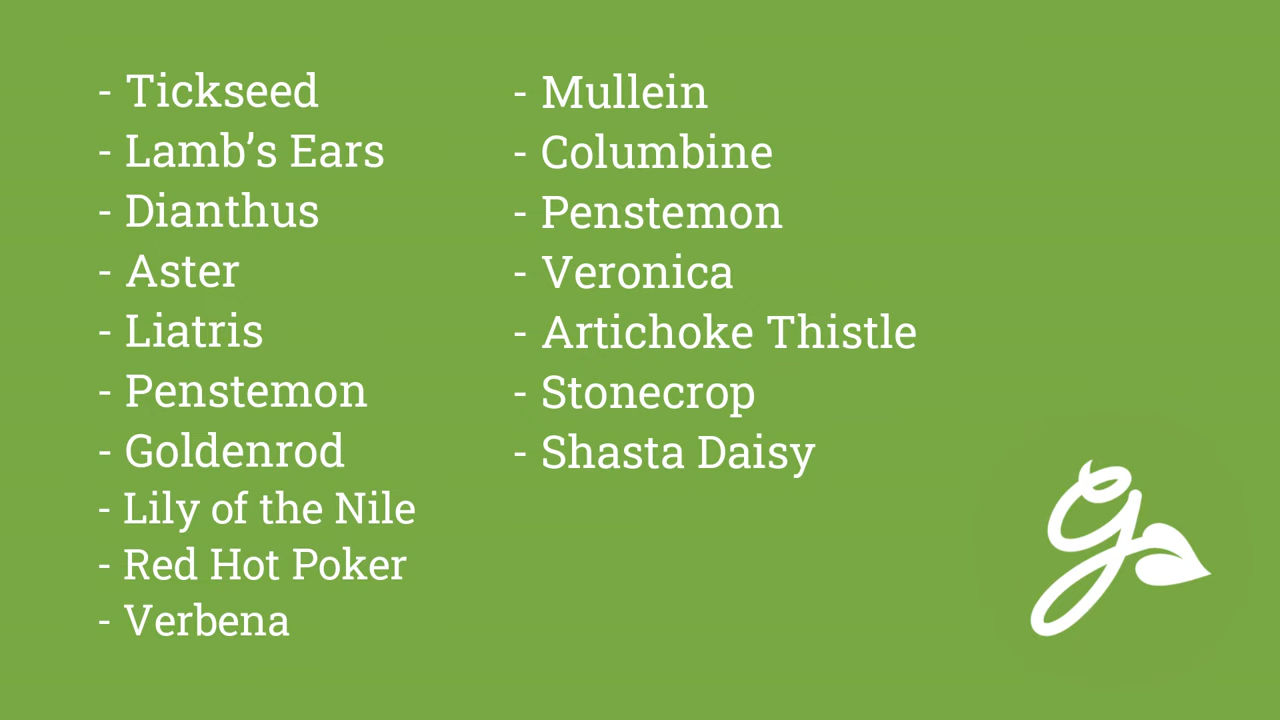 - Tickseed
- Lamb’s Ears
- Dianthus
- Aster
- Liatris
- Penstemon
- Goldenrod
- Lily of the Nile
- Red Hot Poker
- Verbena
- Mullein
- Columbine
- Penstemon
- Veronica
- Artichoke Thistle
- Stonecrop
- Shasta Daisy
g